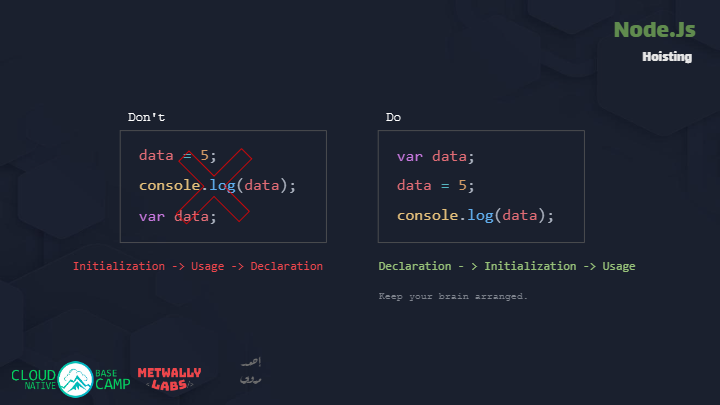 Node.Js
Hoisting
Don't
data = 5;
console.log(data);
var data;
Initialization -> Usage -> Declaration
Do
var data;
data = 5;
console.log(data);
Declaration - > Initialization -> Usage
Keep your brain arranged.
CLOUD NATIVE
BASE CAMP
METWALLY
<LABS/>